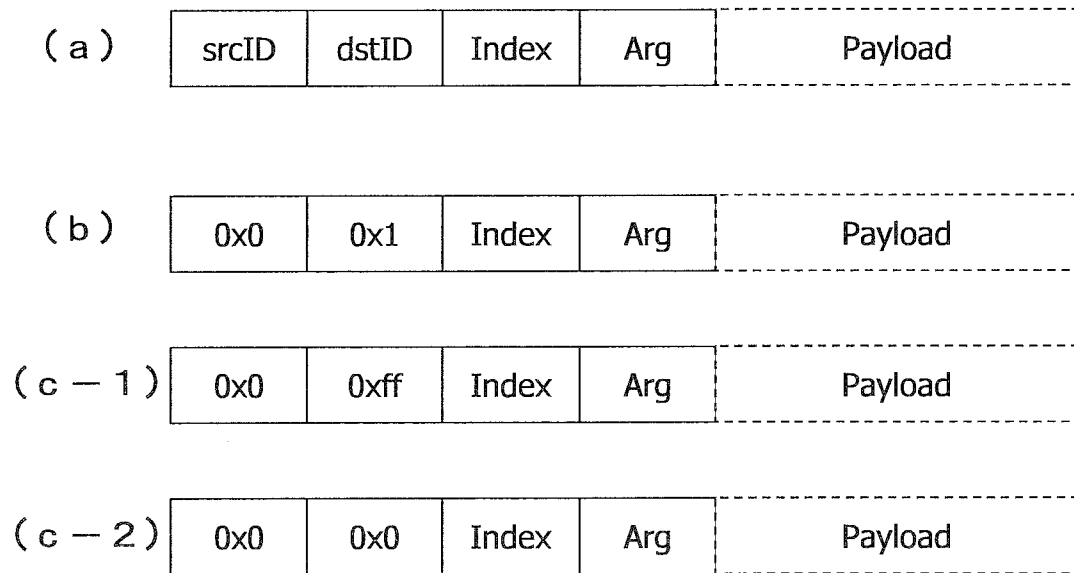 (a) srcID dstID Index Arg Payload
(b) 0x0 0x1 Index Arg Payload
(c-1) 0x0 0xff Index Arg Payload
(c-2) 0x0 0x0 Index Arg Payload